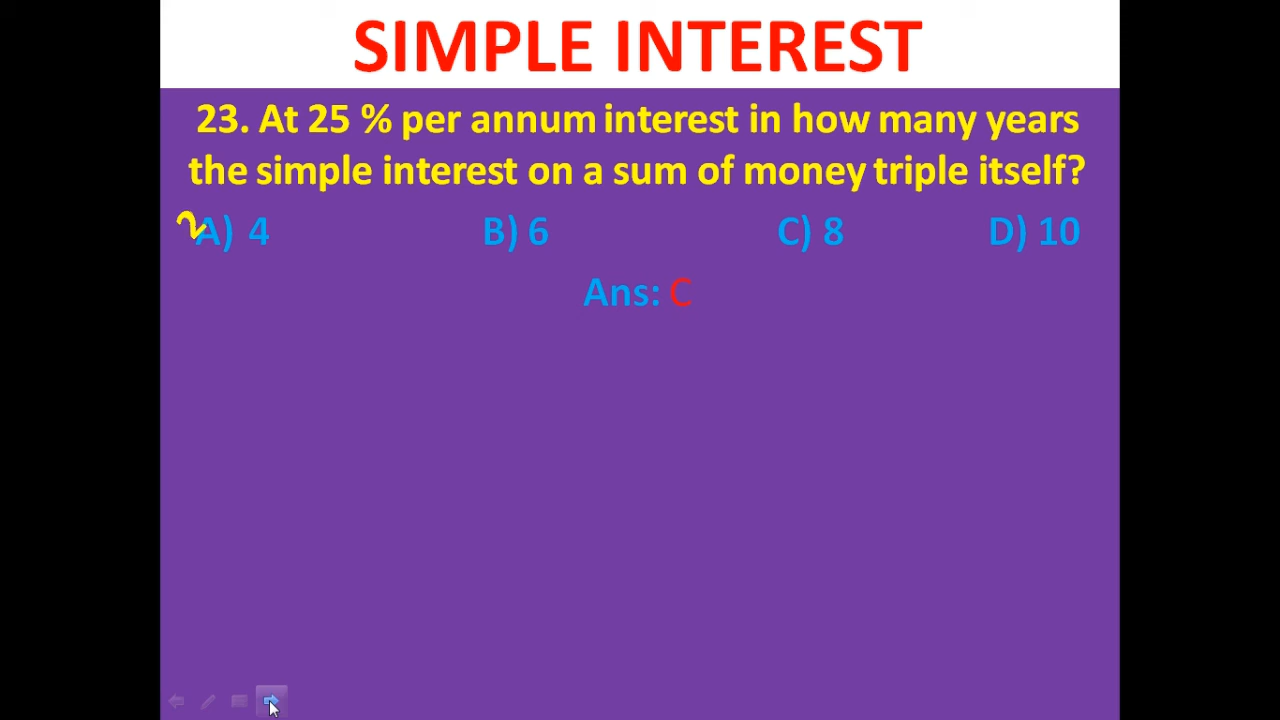 SIMPLE INTEREST
23. At 25 % per annum interest in how many years
the simple interest on a sum of money triple itself?
A) 4 B) 6 C) 8 D) 10
Ans: C